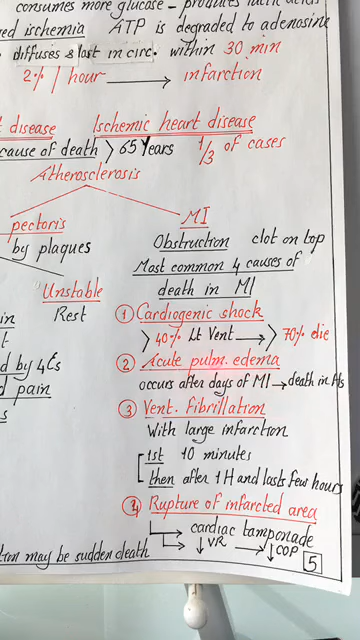 consumes more glucose - produces lactic acids
ed ischemia ATP is degraded to adenosine
diffuses & last in circ. within 30 min
2% / hour → infarction
t disease Ischemic heart disease
cause of death > 65 Years 1/3 of cases
Atherosclerosis
pectoris MI
by plaques Obstruction clot on top
Most common 4 causes of
death in MI
Unstable
Rest
① Cardiogenic shock
> 40% Lt Vent → > 70% die
② Acute pulm. edema
occurs after days of MI → death in Hs
③ Vent. Fibrillation
With large infarction
1st 10 minutes
then after 1H and lasts few hours
④ Rupture of infarcted area
→ cardiac tamponade
→ ↓VR → ↓COP
in
t
d by 4Es
d pain
s
tion may be sudden death
5